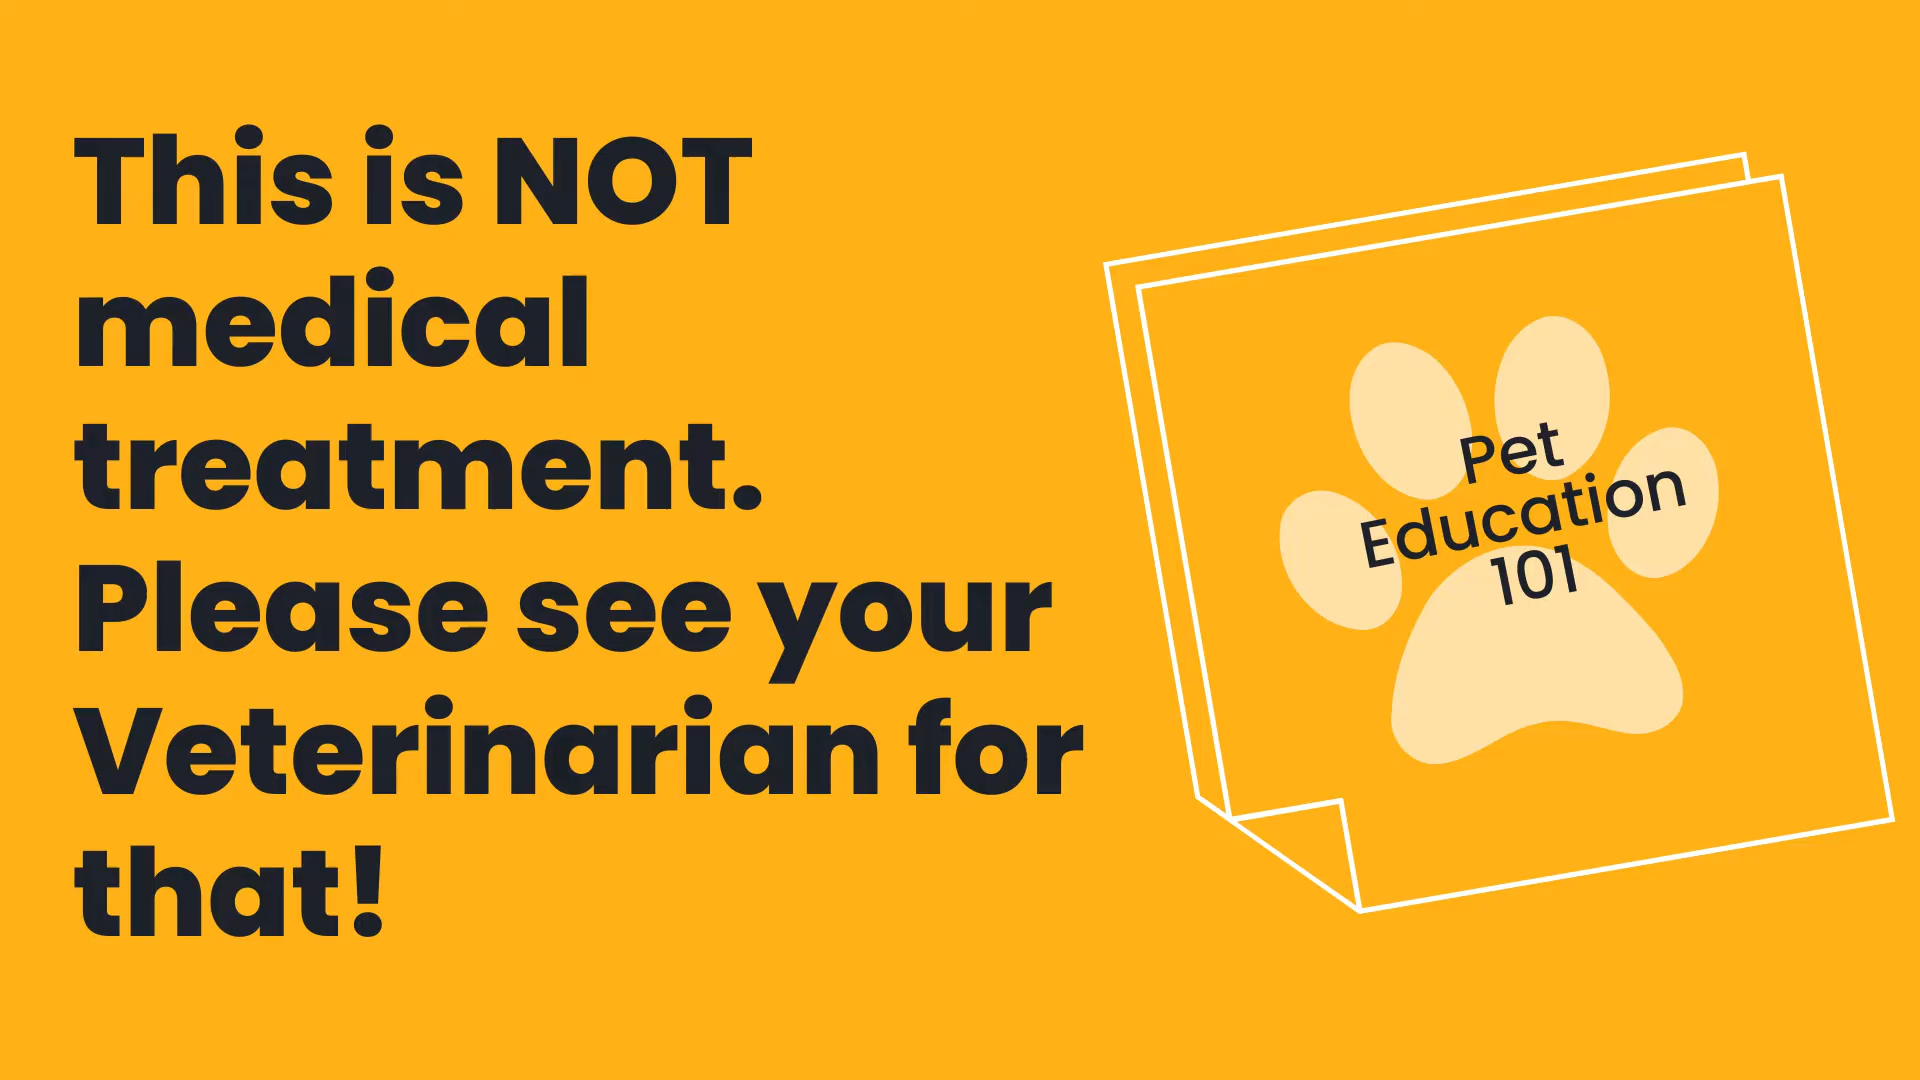 This is NOT
medical
treatment.
Please see your
Veterinarian for
that!
Pet
Education
101